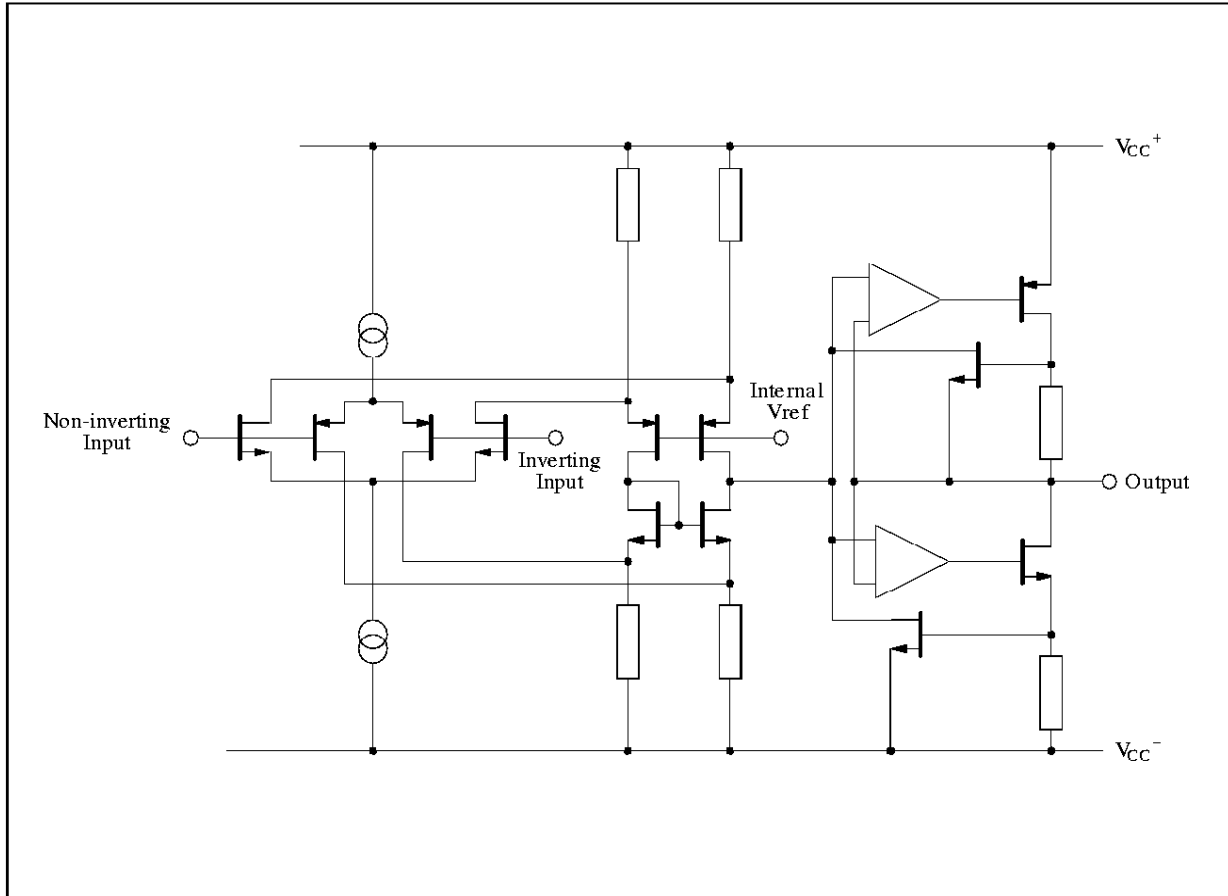 VCC+
Internal
Vref
Non-inverting
Input
Inverting
Input
Output
VCC-